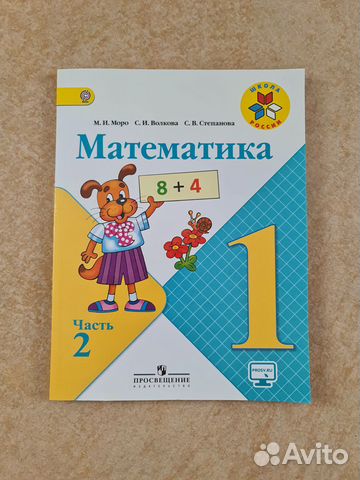 М. И. Моро С. И. Волкова С. В. Степанова
ШКОЛА РОССИИ
Математика
8 + 4
1
Часть
2
ПРОСВЕЩЕНИЕ
ИЗДАТЕЛЬСТВО
PROSV.RU
Avito